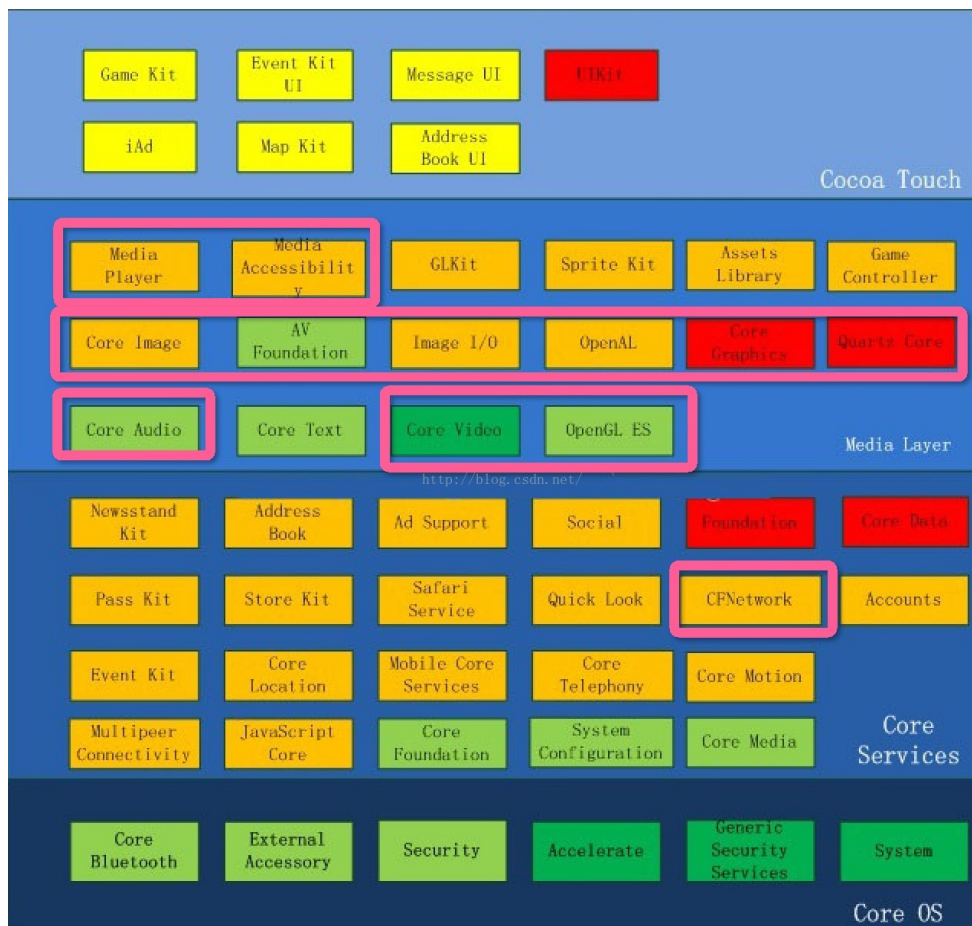 Game Kit
Event Kit
UI
Message UI
UIKit
iAd
Map Kit
Address
Book UI
Cocoa Touch
Media
Player
Media
Accessibilit
y
GLKit
Sprite Kit
Assets
Library
Game
Controller
Core Image
AV
Foundation
Image I/O
OpenAL
Core
Graphics
Quartz Core
Core Audio
Core Text
Core Video
OpenGL ES
Media Layer
http://blog.csdn.net/
Newsstand
Kit
Address
Book
Ad Support
Social
Foundation
Core Data
Pass Kit
Store Kit
Safari
Service
Quick Look
CFNetwork
Accounts
Event Kit
Core
Location
Mobile Core
Services
Core
Telephony
Core Motion
Multipeer
Connectivity
JavaScript
Core
Core
Foundation
System
Configuration
Core Media
Core
Services
Core
Bluetooth
External
Accessory
Security
Accelerate
Generic
Security
Services
System
Core OS